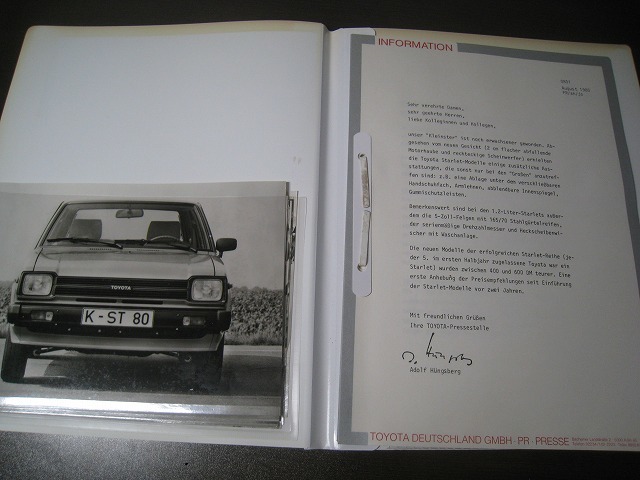 INFORMATION
August 1980
Sehr verehrte Damen,
sehr geehrte Herren,
liebe Kolleginnen und Kollegen,
unser "Kleinster" ist noch erwachsener geworden. Ab-
gesehen vom neuen Gesicht (2 cm flacher abfallende
Motorhaube und rechteckige Scheinwerfer) erhielten
die Toyota Starlet-Modelle einige zusätzliche Aus-
stattungen, die sonst nur bei den "Großen" anzutref-
fen sind: z.B. eine Ablage unter dem verschließbaren
Handschuhfach, Armlehnen, abblendbare Innenspiegel,
Gummischutzleisten.
Bemerkenswert sind bei den 1.2-Liter-Starlets außer-
dem die 5-Zoll-Felgen mit 165/70 Stahlgürtelreifen,
der serienmäßige Drehzahlmesser und Heckscheibenwi-
scher mit Waschanlage.
Die neuen Modelle der erfolgreichen Starlet-Reihe (je-
der 5. im ersten Halbjahr zugelassene Toyota war ein
Starlet) wurden zwischen 400 und 600 DM teurer. Eine
erste Anhebung der Preisempfehlungen seit Einführung
der Starlet-Modelle vor zwei Jahren.
Mit freundlichen Grüßen
Ihre TOYOTA-Pressestelle
Adolf Hüngsberg
TOYOTA DEUTSCHLAND GMBH · PR · PRESSE
TOYOTA
K-ST 80